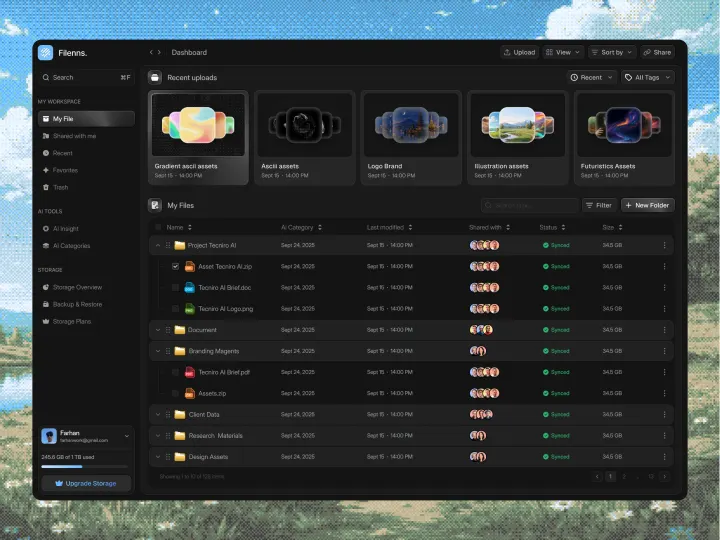 Filenns.
Dashboard
Upload
View
Sort by
Share
Search
⌘F
MY WORKSPACE
My File
Shared with me
Recent
Favorites
Trash
AI TOOLS
AI Insight
AI Categories
STORAGE
Storage Overview
Backup & Restore
Storage Plans
Farhan
245.6 GB of 1 TB used
Upgrade Storage
Recent uploads
Recent
All Tags
Gradient ascii assets
Sept 15 - 14:00 PM
Ascii assets
Sept 15 - 14:00 PM
Logo Brand
Sept 15 - 14:00 PM
Illustration assets
Sept 15 - 14:00 PM
Futuristics Assets
Sept 15 - 14:00 PM
My Files
Filter
New Folder
Name Ai Category Last modified Shared with Status Size
Project Tecniro AI Sept 24, 2025 Sept 15 - 14:00 PM Synced 34.5 GB
Asset Tecniro AI.zip Sept 24, 2025 Sept 15 - 14:00 PM Synced 34.5 GB
Tecniro AI Brief.doc Sept 24, 2025 Sept 15 - 14:00 PM Synced 34.5 GB
Tecniro AI Logo.png Sept 24, 2025 Sept 15 - 14:00 PM Synced 34.5 GB
Document Sept 24, 2025 Sept 15 - 14:00 PM Synced 34.5 GB
Branding Magents Sept 24, 2025 Sept 15 - 14:00 PM Synced 34.5 GB
Tecniro AI Brief.pdf Sept 24, 2025 Sept 15 - 14:00 PM Synced 34.5 GB
Assets.zip Sept 24, 2025 Sept 15 - 14:00 PM Synced 34.5 GB
Client Data Sept 24, 2025 Sept 15 - 14:00 PM Synced 34.5 GB
Research Materials Sept 24, 2025 Sept 15 - 14:00 PM Synced 34.5 GB
Design Assets Sept 24, 2025 Sept 15 - 14:00 PM Synced 34.5 GB
1 2 ...